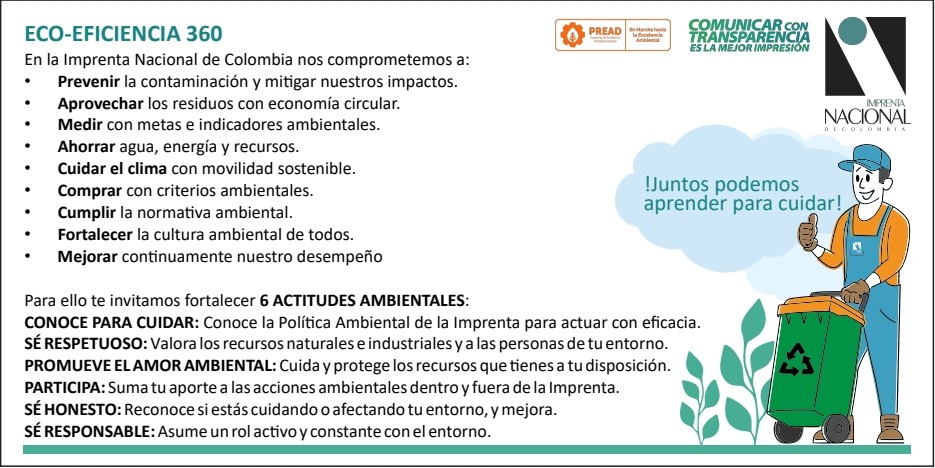 ECO-EFICIENCIA 360
En la Imprenta Nacional de Colombia nos comprometemos a:
• Prevenir la contaminación y mitigar nuestros impactos.
• Aprovechar los residuos con economía circular.
• Medir con metas e indicadores ambientales.
• Ahorrar agua, energía y recursos.
• Cuidar el clima con movilidad sostenible.
• Comprar con criterios ambientales.
• Cumplir la normativa ambiental.
• Fortalecer la cultura ambiental de todos.
• Mejorar continuamente nuestro desempeño
Para ello te invitamos fortalecer 6 ACTITUDES AMBIENTALES:
CONOCE PARA CUIDAR: Conoce la Política Ambiental de la Imprenta para actuar con eficacia.
SÉ RESPETUOSO: Valora los recursos naturales e industriales y a las personas de tu entorno.
PROMUEVE EL AMOR AMBIENTAL: Cuida y protege los recursos que tienes a tu disposición.
PARTICIPA: Suma tu aporte a las acciones ambientales dentro y fuera de la Imprenta.
SÉ HONESTO: Reconoce si estás cuidando o afectando tu entorno, y mejora.
SÉ RESPONSABLE: Asume un rol activo y constante con el entorno.
PREAD
En Marcha hacia
la Excelencia
Ambiental
COMUNICAR CON
TRANSPARENCIA
ES LA MEJOR IMPRESIÓN
IMPRENTA
NACIONAL
DE COLOMBIA
!Juntos podemos
aprender para cuidar!